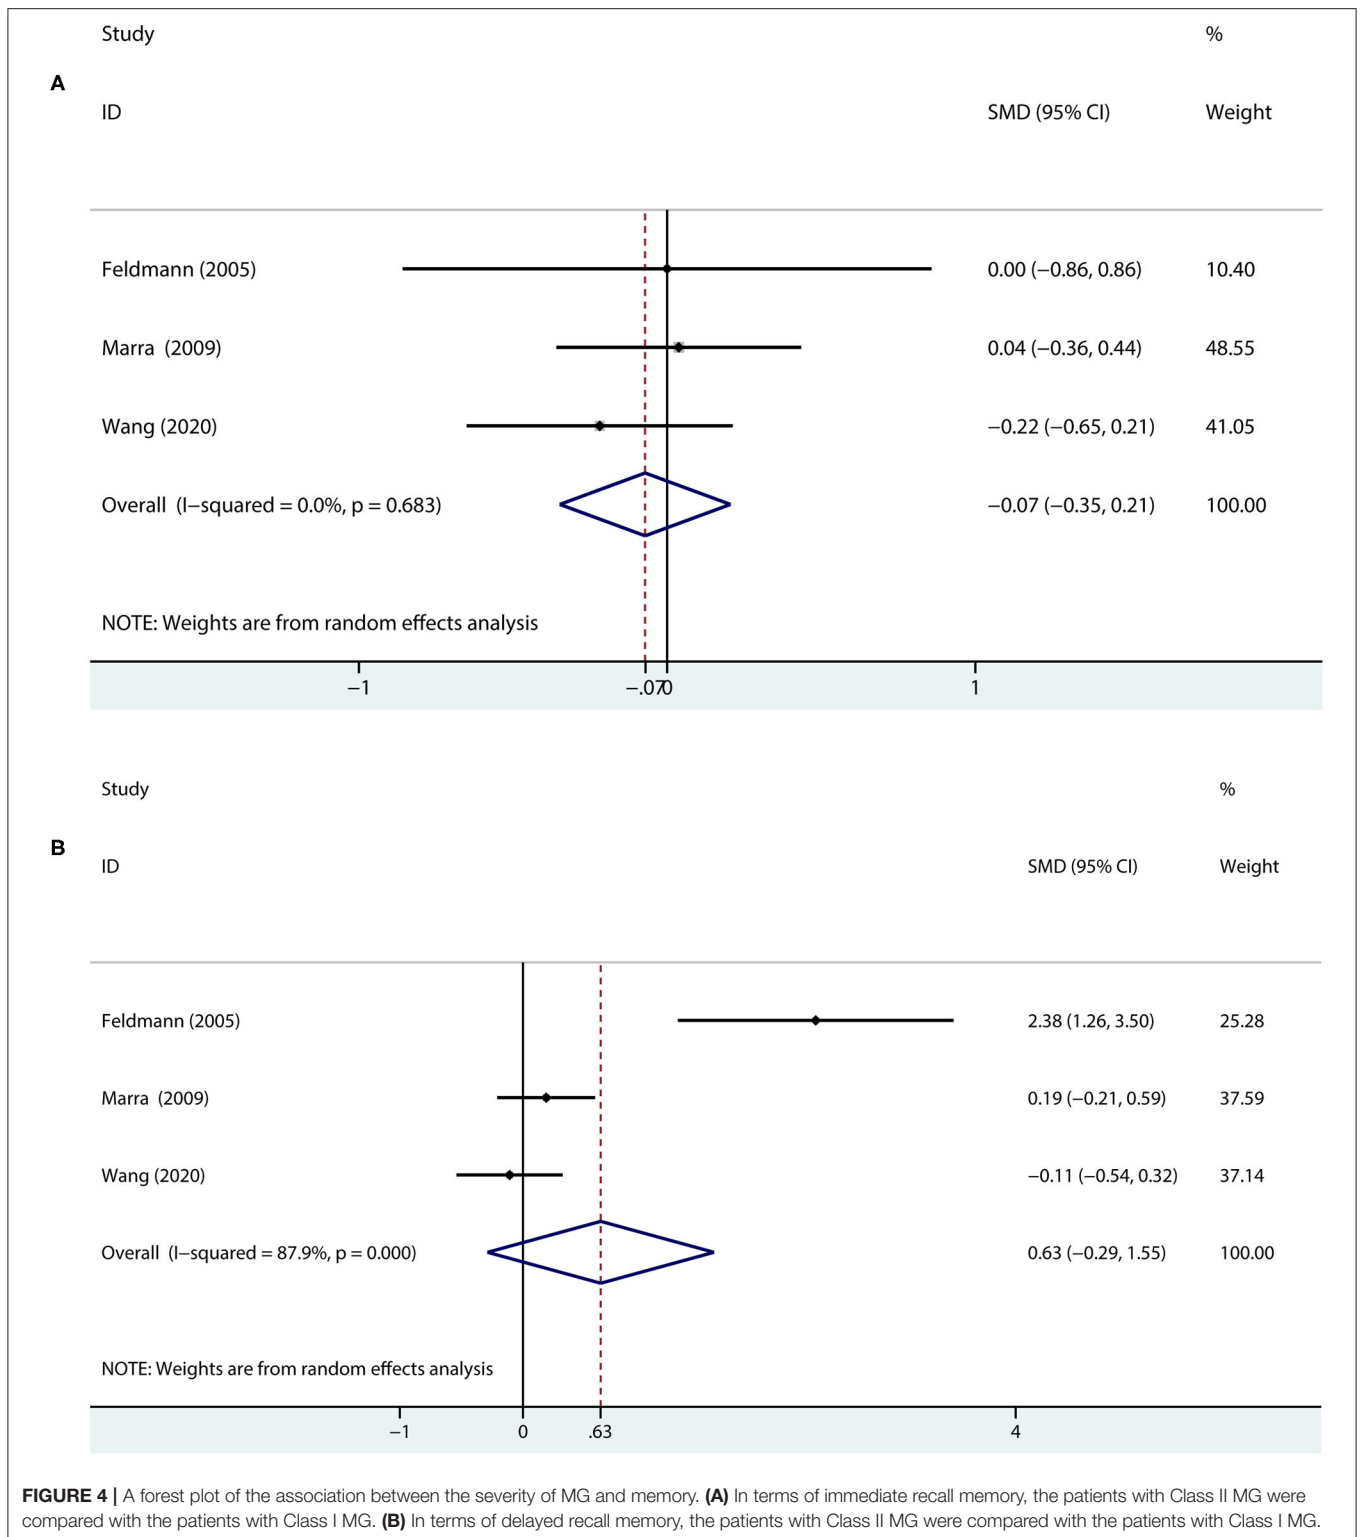 Study %
A
ID SMD (95% CI) Weight
Feldmann (2005) 0.00 (−0.86, 0.86) 10.40
Marra (2009) 0.04 (−0.36, 0.44) 48.55
Wang (2020) −0.22 (−0.65, 0.21) 41.05
Overall (I−squared = 0.0%, p = 0.683) −0.07 (−0.35, 0.21) 100.00
NOTE: Weights are from random effects analysis
−1 −.07 0 1
Study %
B
ID SMD (95% CI) Weight
Feldmann (2005) 2.38 (1.26, 3.50) 25.28
Marra (2009) 0.19 (−0.21, 0.59) 37.59
Wang (2020) −0.11 (−0.54, 0.32) 37.14
Overall (I−squared = 87.9%, p = 0.000) 0.63 (−0.29, 1.55) 100.00
NOTE: Weights are from random effects analysis
−1 0 .63 4
FIGURE 4 | A forest plot of the association between the severity of MG and memory. (A) In terms of immediate recall memory, the patients with Class II MG were
compared with the patients with Class I MG. (B) In terms of delayed recall memory, the patients with Class II MG were compared with the patients with Class I MG.